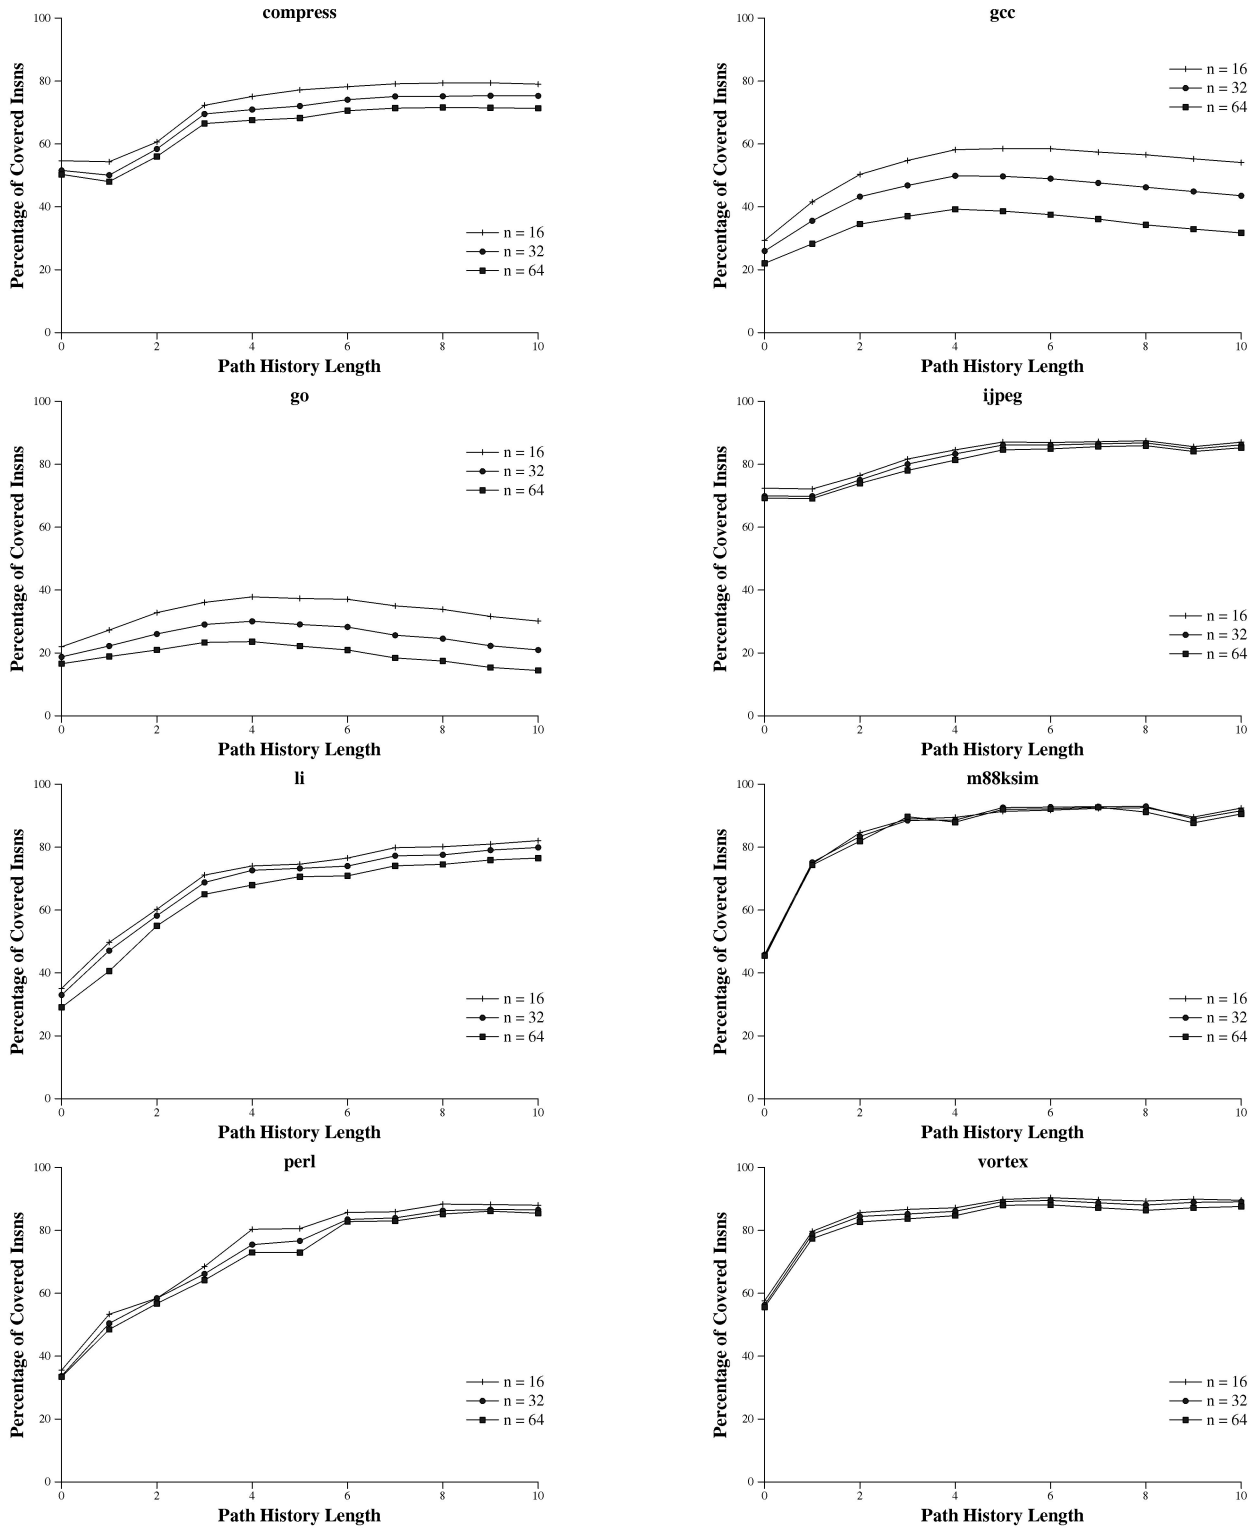 compress
gcc
Percentage of Covered Insns
100
80
60
40
20
0
0 2 4 6 8 10
Path History Length
n = 16
n = 32
n = 64
Percentage of Covered Insns
100
80
60
40
20
0
0 2 4 6 8 10
Path History Length
n = 16
n = 32
n = 64
go
ijpeg
Percentage of Covered Insns
100
80
60
40
20
0
0 2 4 6 8 10
Path History Length
n = 16
n = 32
n = 64
Percentage of Covered Insns
100
80
60
40
20
0
0 2 4 6 8 10
Path History Length
n = 16
n = 32
n = 64
li
m88ksim
Percentage of Covered Insns
100
80
60
40
20
0
0 2 4 6 8 10
Path History Length
n = 16
n = 32
n = 64
Percentage of Covered Insns
100
80
60
40
20
0
0 2 4 6 8 10
Path History Length
n = 16
n = 32
n = 64
perl
vortex
Percentage of Covered Insns
100
80
60
40
20
0
0 2 4 6 8 10
Path History Length
n = 16
n = 32
n = 64
Percentage of Covered Insns
100
80
60
40
20
0
0 2 4 6 8 10
Path History Length
n = 16
n = 32
n = 64